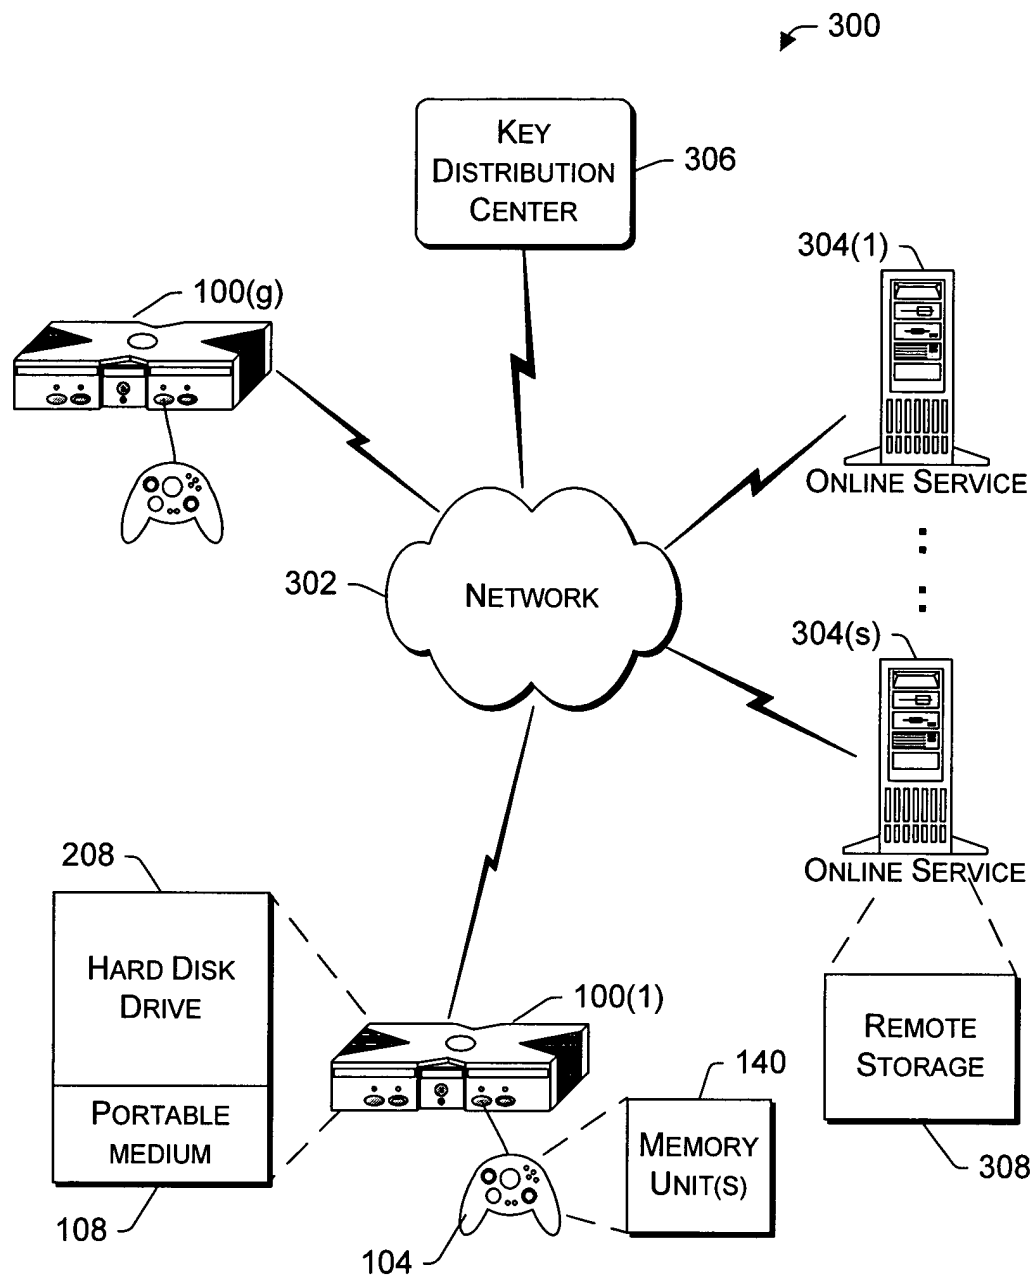 300
KEY
DISTRIBUTION
CENTER
306
304(1)
100(g)
ONLINE SERVICE
302
NETWORK
304(s)
ONLINE SERVICE
208
HARD DISK
DRIVE
PORTABLE
MEDIUM
108
100(1)
140
MEMORY
UNIT(S)
104
REMOTE
STORAGE
308